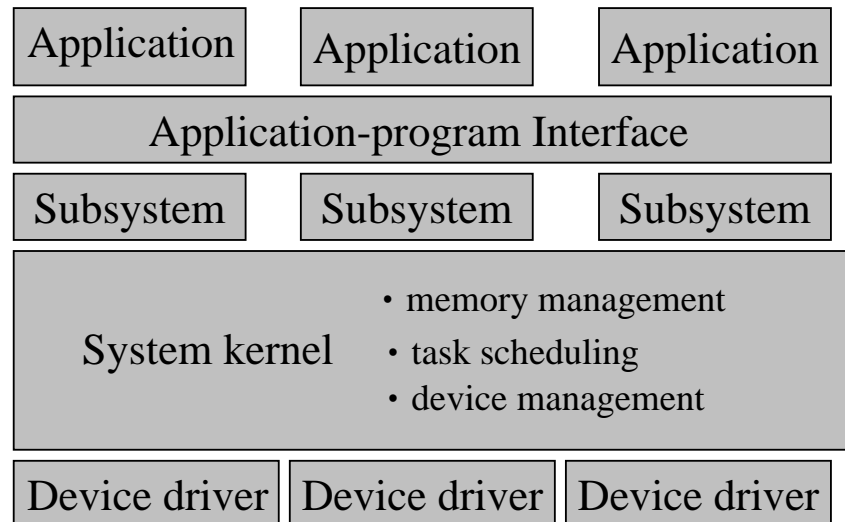 Application Application Application
Application-program Interface
Subsystem Subsystem Subsystem
System kernel
・memory management
・task scheduling
・device management
Device driver Device driver Device driver